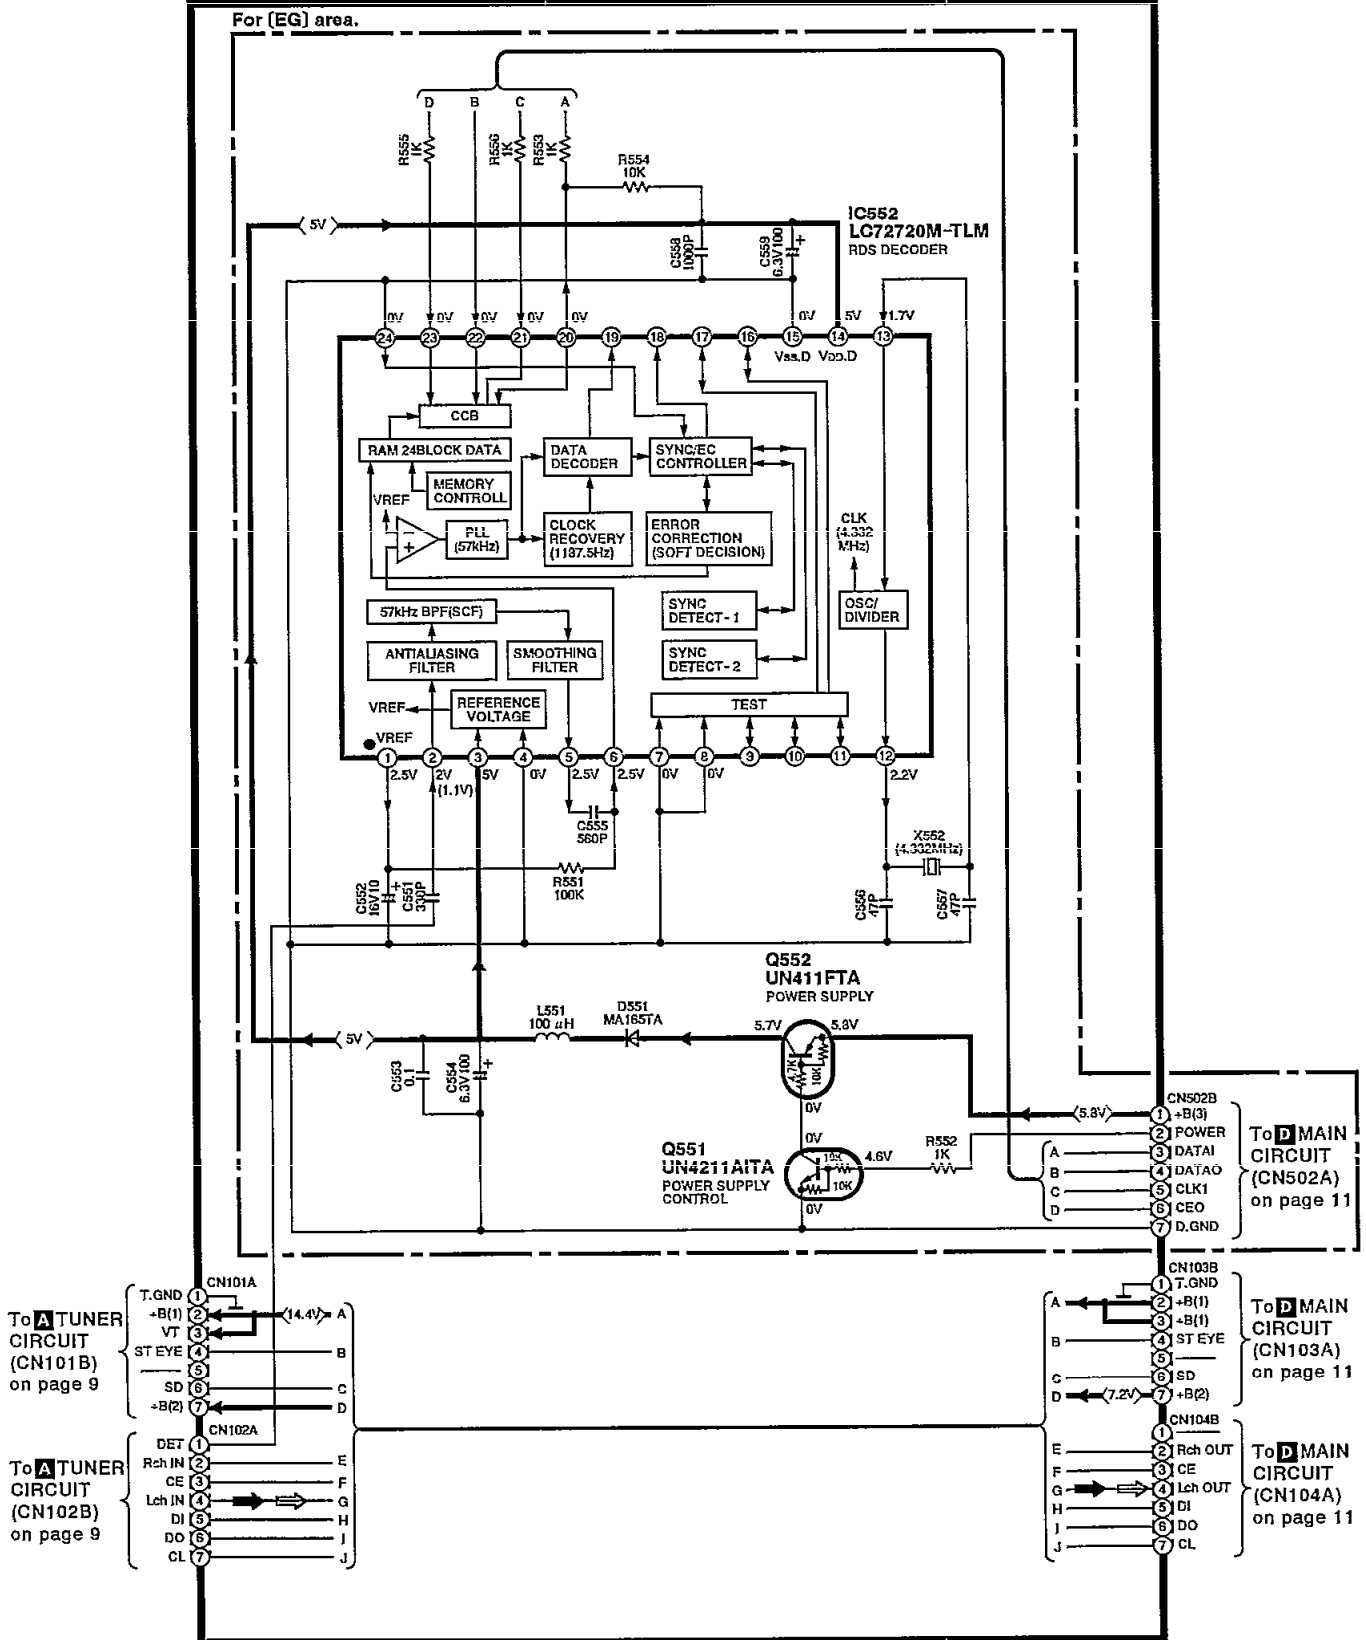 For (EG) area.
D B C A
R555
1K
R556
1K
R553
1K
R554
10K
5V
C558
1000P
C559
6.3V100
+
IC552
LC72720M-TLM
RDS DECODER
0V 0V 0V 0V 0V 0V 5V 1.7V
24 23 22 21 20 19 18 17 16 15 14 13
Vss.D VDD.D
CCB
RAM 24BLOCK DATA
MEMORY
CONTROLL
DATA
DECODER
SYNC/EC
CONTROLLER
VREF
+
PLL
(57kHz)
CLOCK
RECOVERY
(1187.5Hz)
ERROR
CORRECTION
(SOFT DECISION)
CLK
(4.332
MHz)
57kHz BPF(SCF)
ANTIALIASING
FILTER
SMOOTHING
FILTER
SYNC
DETECT-1
SYNC
DETECT-2
OSC/
DIVIDER
VREF
REFERENCE
VOLTAGE
TEST
VREF
1 2 3 4 5 6 7 8 9 10 11 12
2.5V 2V 5V 0V 2.5V 2.5V 0V 0V 2.2V
(1.1V)
C555
560P
R551
100K
C552
16V10
+
C551
330P
X552
(4.332MHz)
C556
47P
C557
47P
Q552
UN411FTA
POWER SUPPLY
5V
L551
100 μH
D551
MA165TA
5.7V
5.8V
4.7K
10K
0V
C553
0.1
C554
6.3V100
+
Q551
UN4211AITA
POWER SUPPLY
CONTROL
0V
10K
10K
4.6V
0V
R552
1K
5.8V
CN502B
1 +B(3)
2 POWER
A 3 DATAI
B 4 DATAO
C 5 CLK1
D 6 CEO
7 D.GND
To D MAIN
CIRCUIT
(CN502A)
on page 11
CN101A
T.GND 1
+B(1) 2 14.4V A
VT 3
ST EYE 4 B
5
SD 6 C
+B(2) 7 D
To A TUNER
CIRCUIT
(CN101B)
on page 9
CN102A
DET 1
Rch IN 2 E
CE 3 F
Lch IN 4 G
DI 5 H
DO 6 I
CL 7 J
To A TUNER
CIRCUIT
(CN102B)
on page 9
CN103B
1 T.GND
A 2 +B(1)
3 +B(1)
B 4 ST EYE
5
C 6 SD
D 7.2V 7 +B(2)
To D MAIN
CIRCUIT
(CN103A)
on page 11
CN104B
1
E 2 Rch OUT
F 3 CE
G 4 Lch OUT
H 5 DI
I 6 DO
J 7 CL
To D MAIN
CIRCUIT
(CN104A)
on page 11